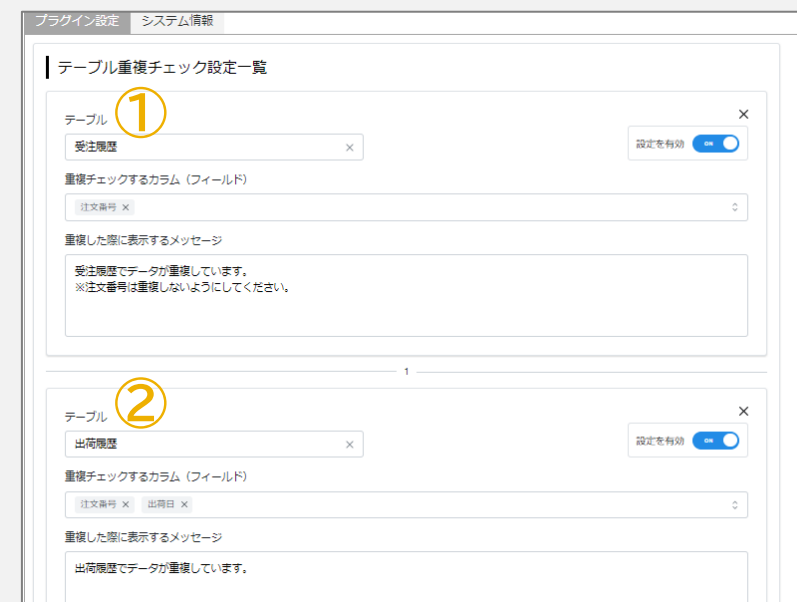 プラグイン設定 システム情報
テーブル重複チェック設定一覧
テーブル ①
受注履歴
設定を有効 ON
重複チェックするカラム（フィールド）
注文番号
重複した際に表示するメッセージ
受注履歴でデータが重複しています。
※注文番号は重複しないようにしてください。
1
テーブル ②
出荷履歴
設定を有効 ON
重複チェックするカラム（フィールド）
注文番号 出荷日
重複した際に表示するメッセージ
出荷履歴でデータが重複しています。